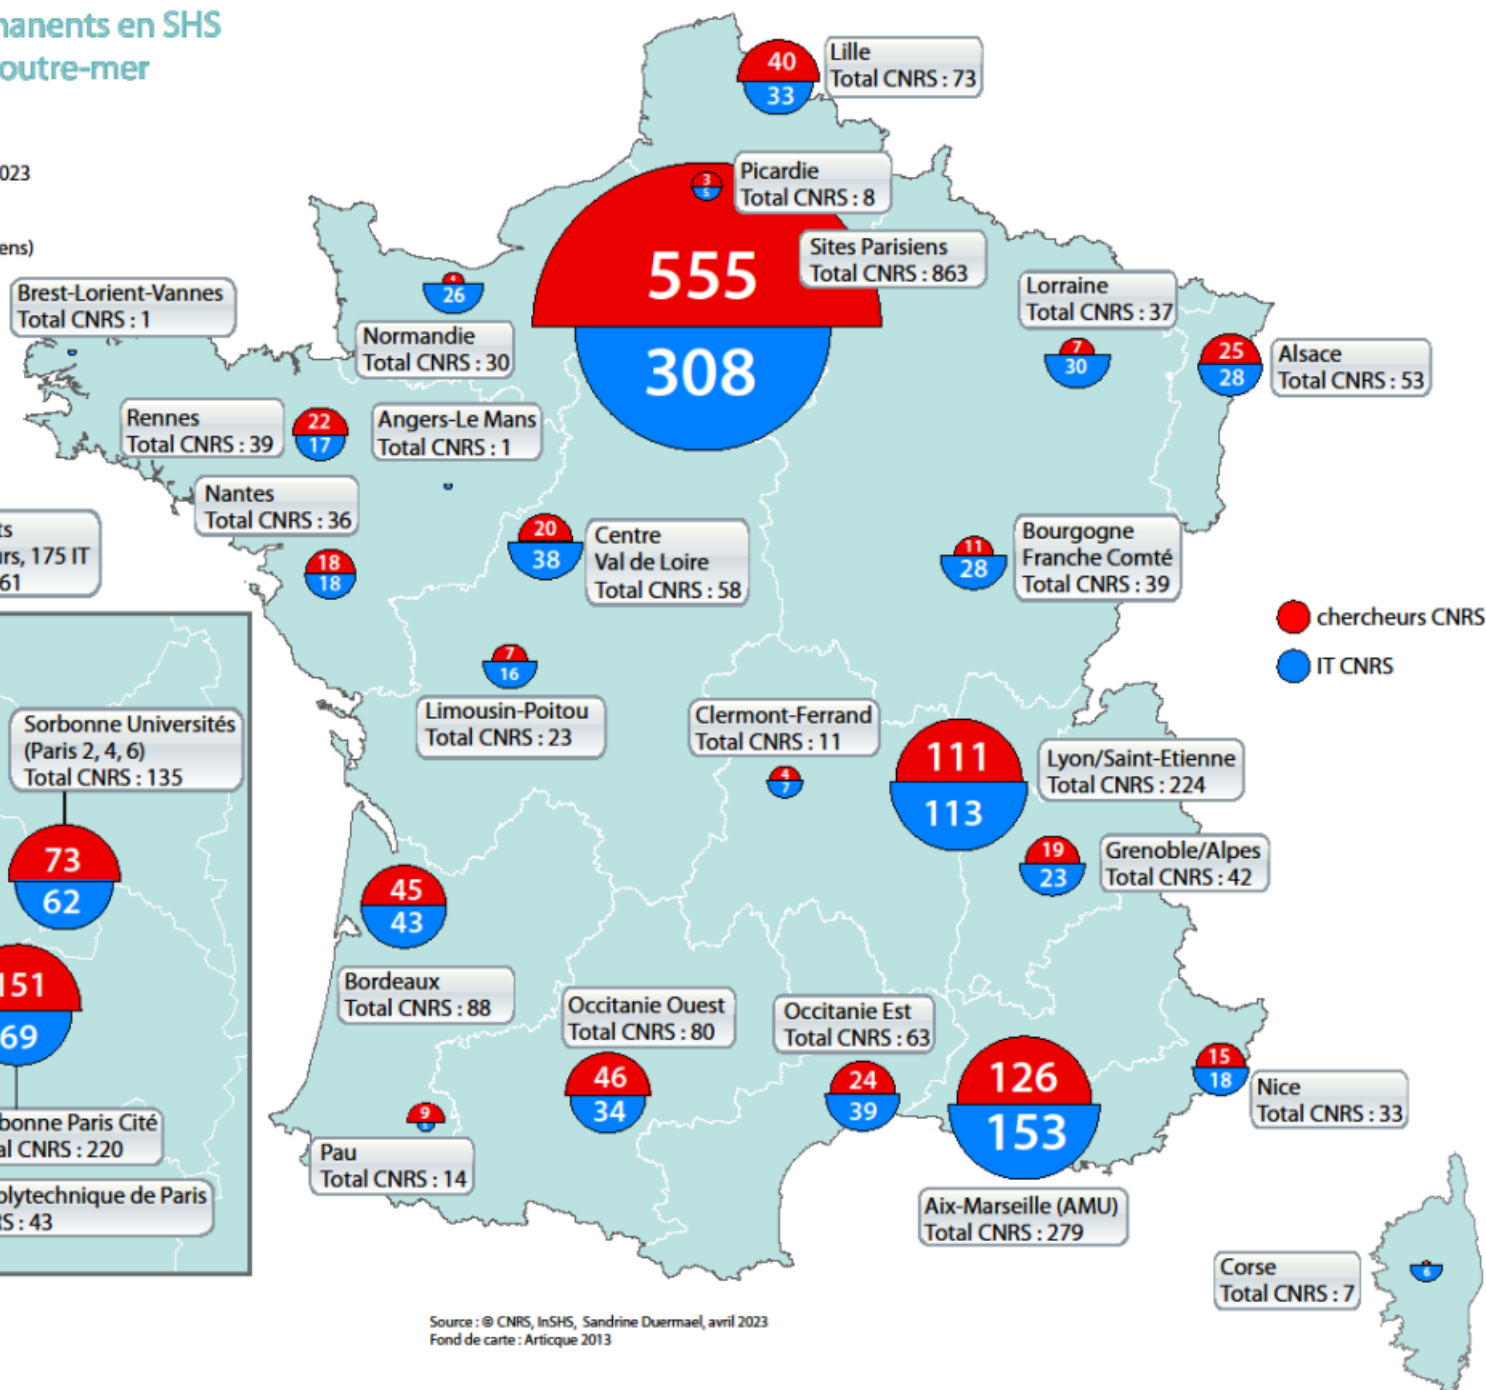 manents en SHS
outre-mer
023
ens)
40
33
Lille
Total CNRS : 73
3
5
Picardie
Total CNRS : 8
555
308
Sites Parisiens
Total CNRS : 863
Brest-Lorient-Vannes
Total CNRS : 1
4
26
Normandie
Total CNRS : 30
Lorraine
Total CNRS : 37
7
30
25
28
Alsace
Total CNRS : 53
Rennes
Total CNRS : 39
22
17
Angers-Le Mans
Total CNRS : 1
Nantes
Total CNRS : 36
18
18
ts
urs, 175 IT
61
20
38
Centre
Val de Loire
Total CNRS : 58
11
28
Bourgogne
Franche Comté
Total CNRS : 39
chercheurs CNRS
IT CNRS
7
16
Limousin-Poitou
Total CNRS : 23
Clermont-Ferrand
Total CNRS : 11
4
7
111
113
Lyon/Saint-Etienne
Total CNRS : 224
19
23
Grenoble/Alpes
Total CNRS : 42
Sorbonne Universités
(Paris 2, 4, 6)
Total CNRS : 135
73
62
151
69
bonne Paris Cité
al CNRS : 220
olytechnique de Paris
RS : 43
45
43
Bordeaux
Total CNRS : 88
Occitanie Ouest
Total CNRS : 80
46
34
Occitanie Est
Total CNRS : 63
24
39
126
153
Aix-Marseille (AMU)
Total CNRS : 279
15
18
Nice
Total CNRS : 33
9
Pau
Total CNRS : 14
Corse
Total CNRS : 7
6
Source : © CNRS, InSHS, Sandrine Duermael, avril 2023
Fond de carte : Articque 2013